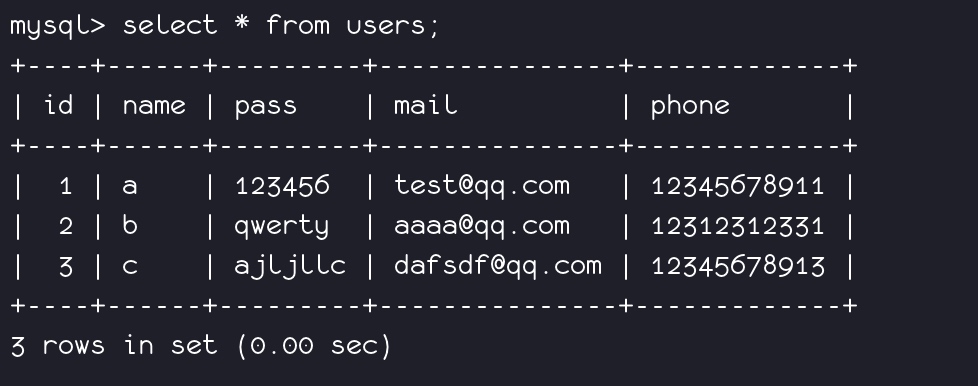 mysql> select * from users;
+----+------+---------+---------------+-------------+
| id | name | pass    | mail          | phone       |
+----+------+---------+---------------+-------------+
|  1 | a    | 123456  | test@qq.com   | 12345678911 |
|  2 | b    | qwerty  | aaaa@qq.com   | 12312312331 |
|  3 | c    | ajljllc | dafsdf@qq.com | 12345678913 |
+----+------+---------+---------------+-------------+
3 rows in set (0.00 sec)